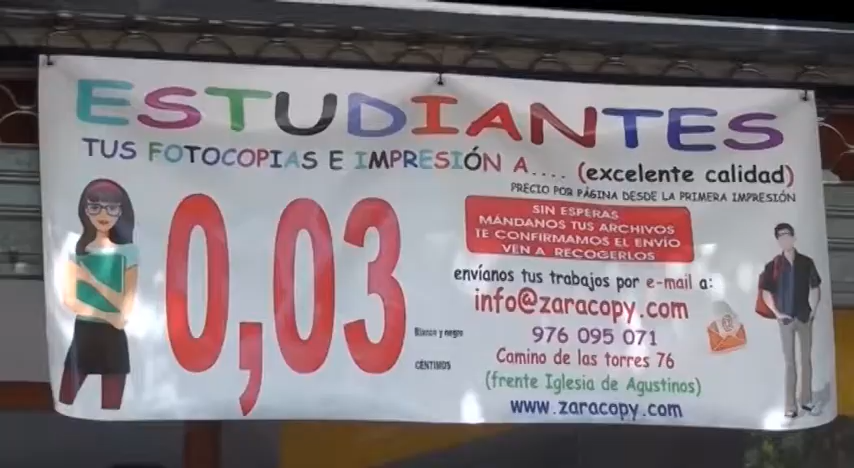 ESTUDIANTES
TUS FOTOCOPIAS E IMPRESIÓN A.... (excelente calidad)
PRECIO POR PÁGINA DESDE LA PRIMERA IMPRESIÓN
0,03
Blanco y negro
CÉNTIMOS
SIN ESPERAS
MÁNDANOS TUS ARCHIVOS
TE CONFIRMAMOS EL ENVÍO
VEN A RECOGERLOS
envíanos tus trabajos por e-mail a:
info@zaracopy.com
976 095 071
Camino de las torres 76
(frente Iglesia de Agustinos)
www.zaracopy.com